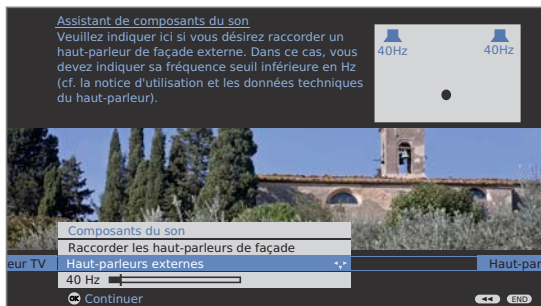 Assistant de composants du son
Veuillez indiquer ici si vous désirez raccorder un
haut-parleur de façade externe. Dans ce cas, vous
devez indiquer sa fréquence seuil inférieure en Hz
(cf. la notice d'utilisation et les données techniques
du haut-parleur).
40Hz 40Hz
Composants du son
Raccorder les haut-parleurs de façade
eur TV Haut-parleurs externes Haut-par
40 Hz
OK Continuer END